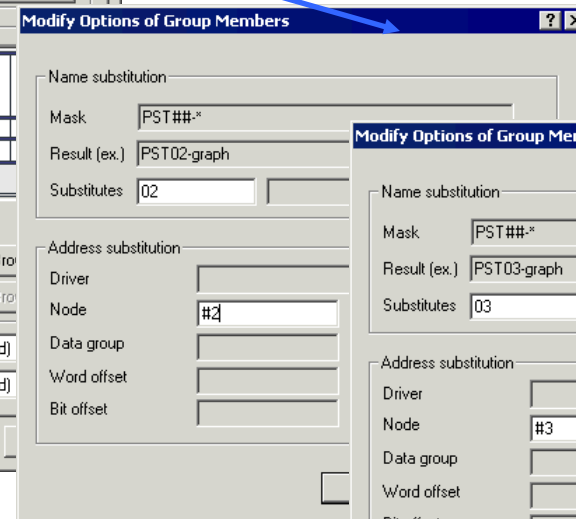 Modify Options of Group Members
Name substitution
Mask PST##-*
Result (ex.) PST02-graph
Substitutes 02
Address substitution
Driver
Node #2
Data group
Word offset
Bit offset
Modify Options of Group Mem
Name substitution
Mask PST##-*
Result (ex.) PST03-graph
Substitutes 03
Address substitution
Driver
Node #3
Data group
Word offset